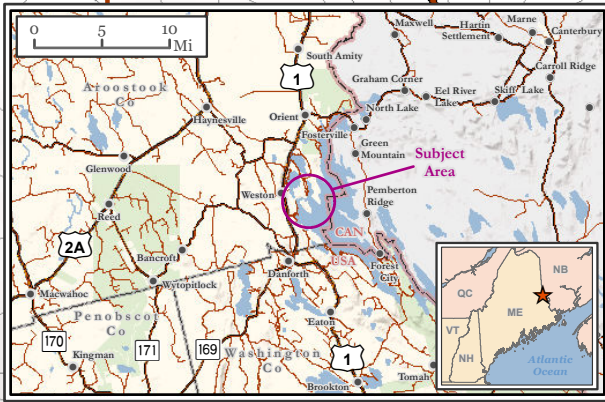 0 5 10
Mi
Maxwell
Hartin
Settlement
Marne
Canterbury
South Amity
1
Carroll Ridge
Graham Corner
Eel River
Lake
Skiff Lake
Aroostook
Co
Haynesville
Orient
North Lake
Fosterville
Green
Mountain
Subject
Area
Glenwood
Weston
Pemberton
Ridge
Reed
2A
CAN
USA
Bancroft
Danforth
Forest
City
Macwahoc
Wytopitlock
Penobscot
Co
Eaton
170
171
169
Washington
Co
1
Kingman
Brookton
Tomah
QC
NB
ME
VT
NH
Atlantic
Ocean